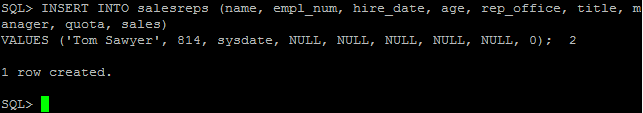 SQL> INSERT INTO salesreps (name, empl_num, hire_date, age, rep_office, title, m
anager, quota, sales)
VALUES ('Tom Sawyer', 814, sysdate, NULL, NULL, NULL, NULL, NULL, 0);  2
1 row created.
SQL>